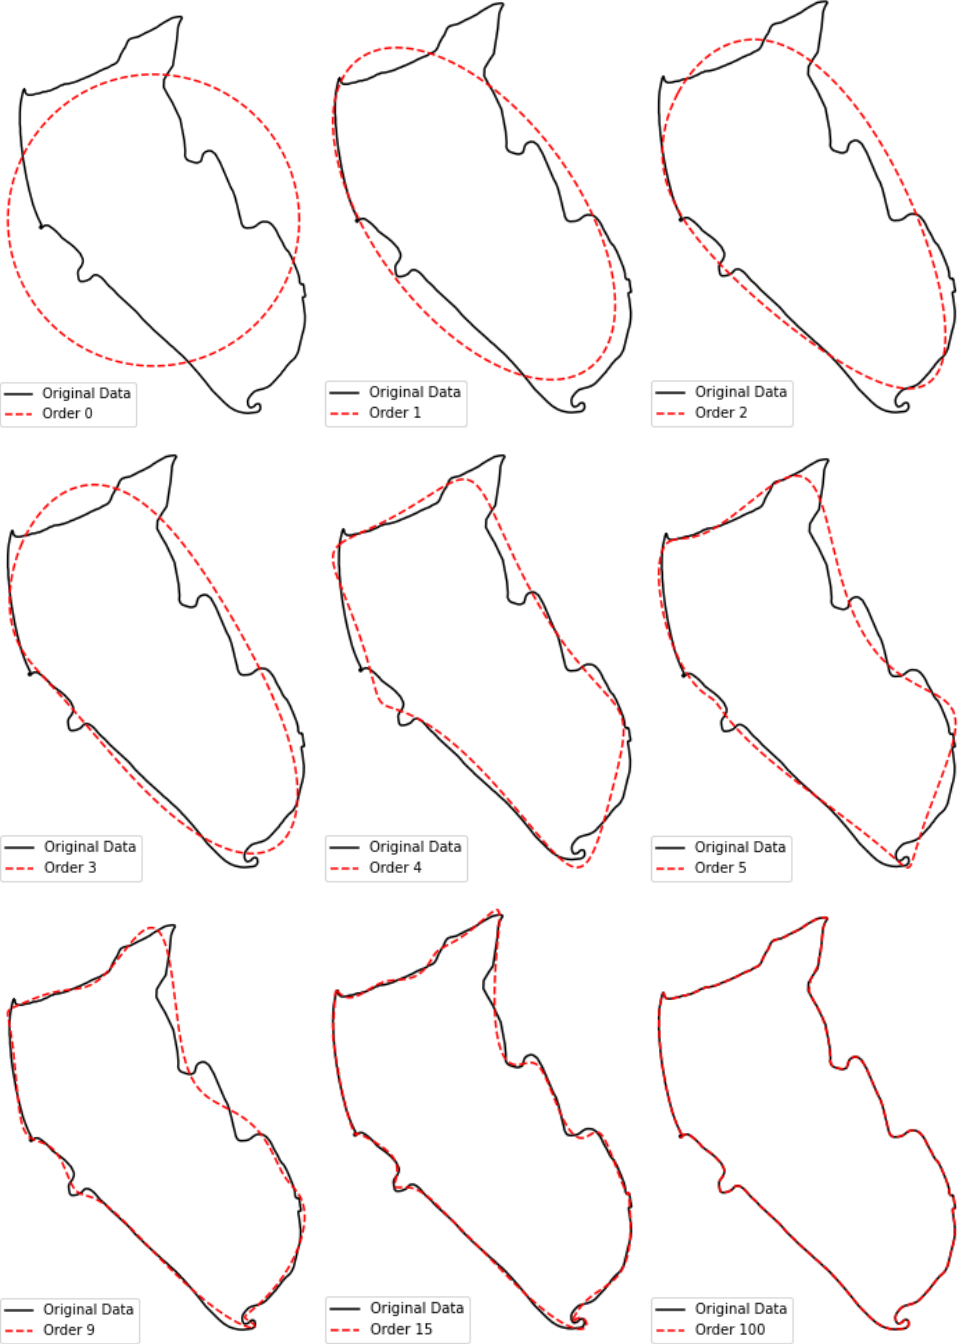 Original Data
Order 0
Original Data
Order 1
Original Data
Order 2
Original Data
Order 3
Original Data
Order 4
Original Data
Order 5
Original Data
Order 9
Original Data
Order 15
Original Data
Order 100